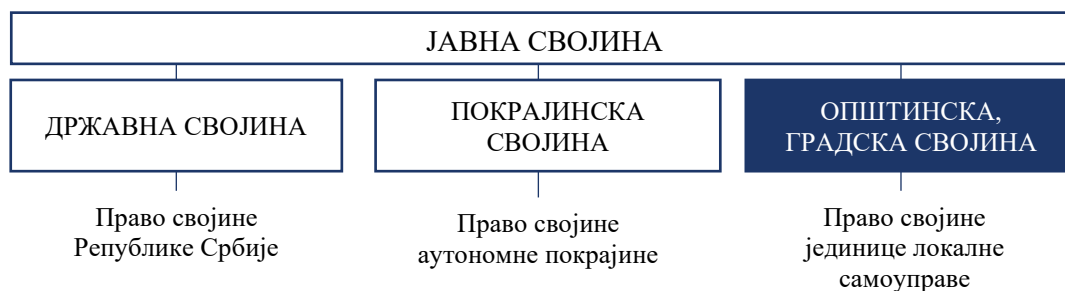 ЈАВНА СВОЈИНА
ДРЖАВНА СВОЈИНА
ПОКРАЈИНСКА
СВОЈИНА
ОПШТИНСКА,
ГРАДСКА СВОЈИНА
Право својине
Републике Србије
Право својине
аутономне покрајине
Право својине
јединице локалне
самоуправе